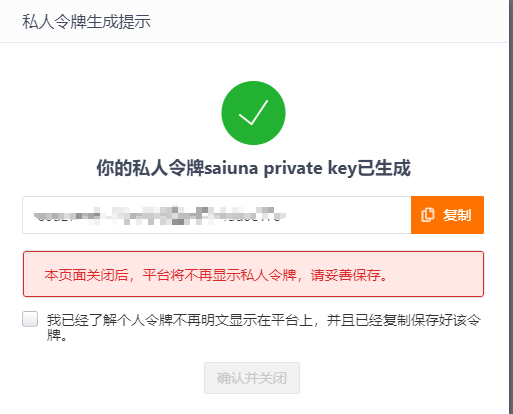 私人令牌生成提示
你的私人令牌saiuna private key已生成
复制
本页面关闭后，平台将不再显示私人令牌，请妥善保存。
我已经了解个人令牌不再明文显示在平台上，并且已经复制保存好该令
牌。
确认并关闭